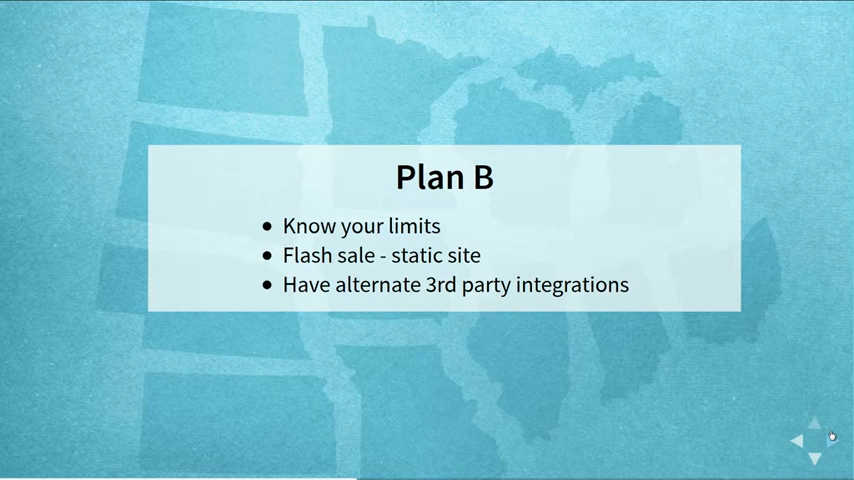 Plan B
Know your limits
Flash sale - static site
Have alternate 3rd party integrations